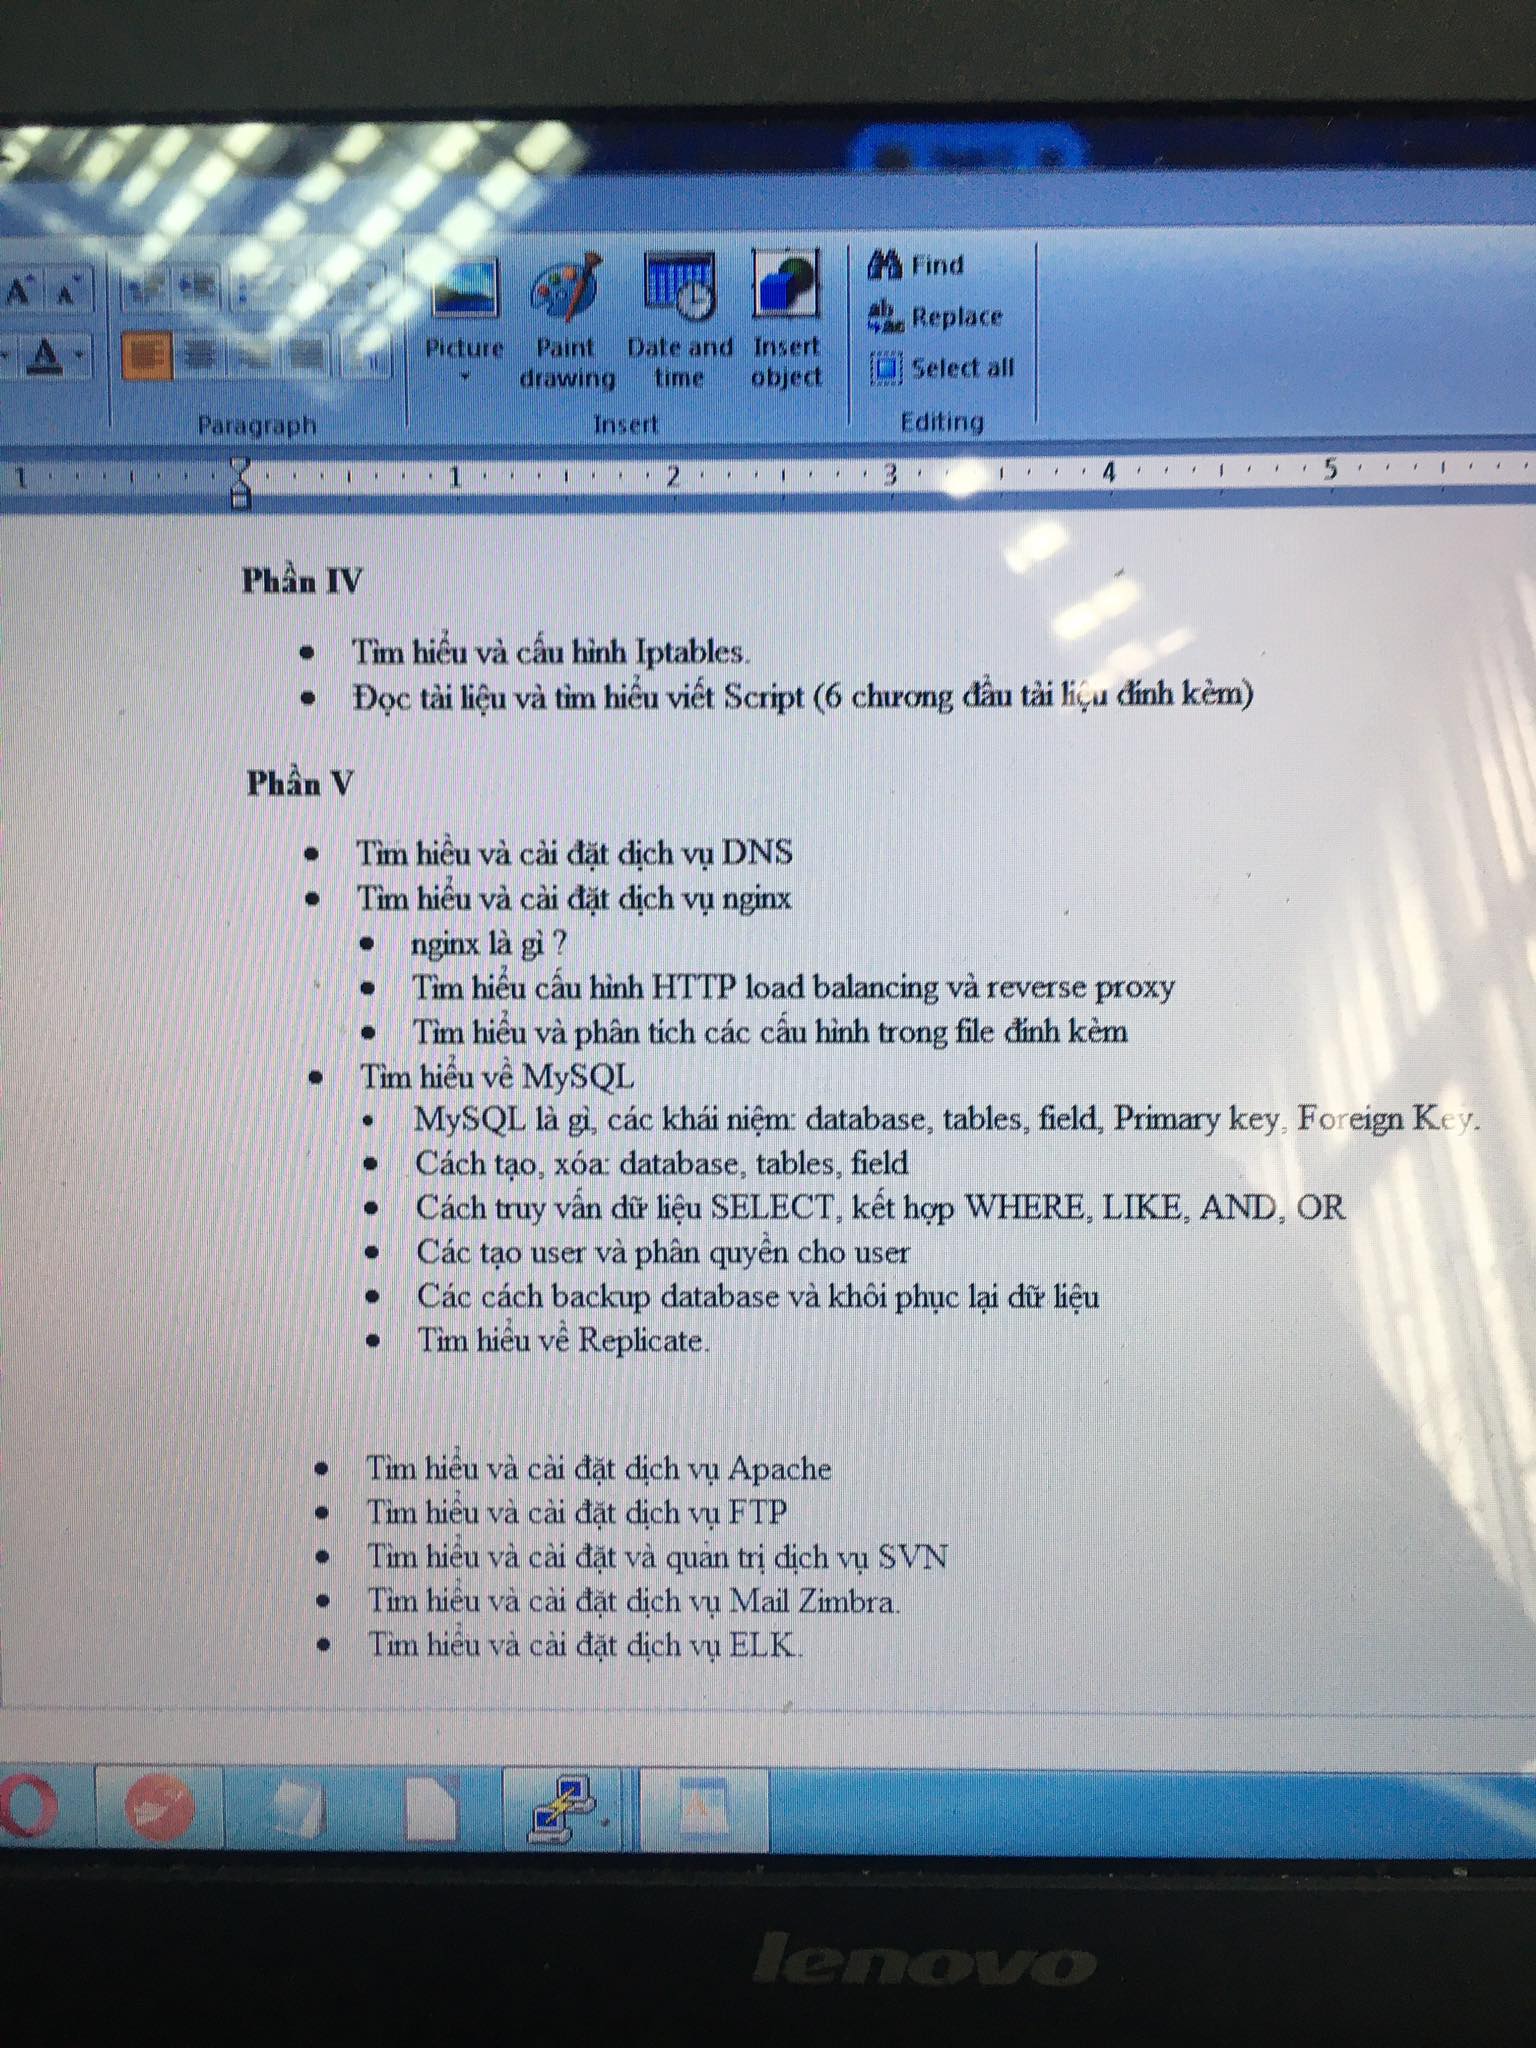 Find
Replace
Select all
Picture
Paint drawing
Date and time
Insert object
Paragraph
Insert
Editing
1 1 2 3 4 5
Phần IV
Tìm hiểu và cấu hình Iptables.
Đọc tài liệu và tìm hiểu viết Script (6 chương đầu tài liệu đính kèm)
Phần V
Tìm hiểu và cài đặt dịch vụ DNS
Tìm hiểu và cài đặt dịch vụ nginx
nginx là gì ?
Tìm hiểu cấu hình HTTP load balancing và reverse proxy
Tìm hiểu và phân tích các cấu hình trong file đính kèm
Tìm hiểu về MySQL
MySQL là gì, các khái niệm: database, tables, field, Primary key, Foreign Key.
Cách tạo, xóa: database, tables, field
Cách truy vấn dữ liệu SELECT, kết hợp WHERE, LIKE, AND, OR
Các tạo user và phân quyền cho user
Các cách backup database và khôi phục lại dữ liệu
Tìm hiểu về Replicate.
Tìm hiểu và cài đặt dịch vụ Apache
Tìm hiểu và cài đặt dịch vụ FTP
Tìm hiểu và cài đặt và quản trị dịch vụ SVN
Tìm hiểu và cài đặt dịch vụ Mail Zimbra.
Tìm hiểu và cài đặt dịch vụ ELK.
lenovo